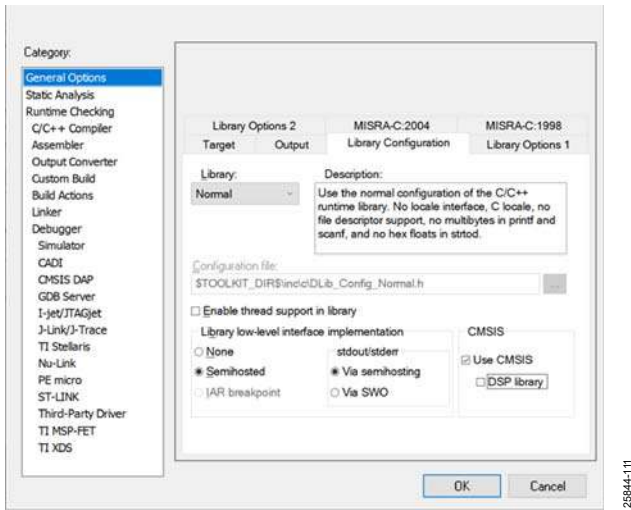 Category:
General Options
Static Analysis
Runtime Checking
C/C++ Compiler
Assembler
Output Converter
Custom Build
Build Actions
Linker
Debugger
Simulator
CADI
CMSIS DAP
GDB Server
I-jet/JTAGjet
J-Link/J-Trace
TI Stellaris
Nu-Link
PE micro
ST-LINK
Third-Party Driver
TI MSP-FET
TI XDS
Library Options 2 MISRA-C:2004 MISRA-C:1998
Target Output Library Configuration Library Options 1
Library: Description:
Normal
Use the normal configuration of the C/C++
runtime library. No locale interface, C locale, no
file descriptor support, no multibytes in printf and
scanf, and no hex floats in strtod.
Configuration file:
$TOOLKIT_DIR$\inc\c\DLib_Config_Normal.h ...
Enable thread support in library
Library low-level interface implementation CMSIS
None stdout/stderr
Use CMSIS
Semihosted Via semihosting
DSP library
IAR breakpoint Via SWO
OK Cancel
25844-111